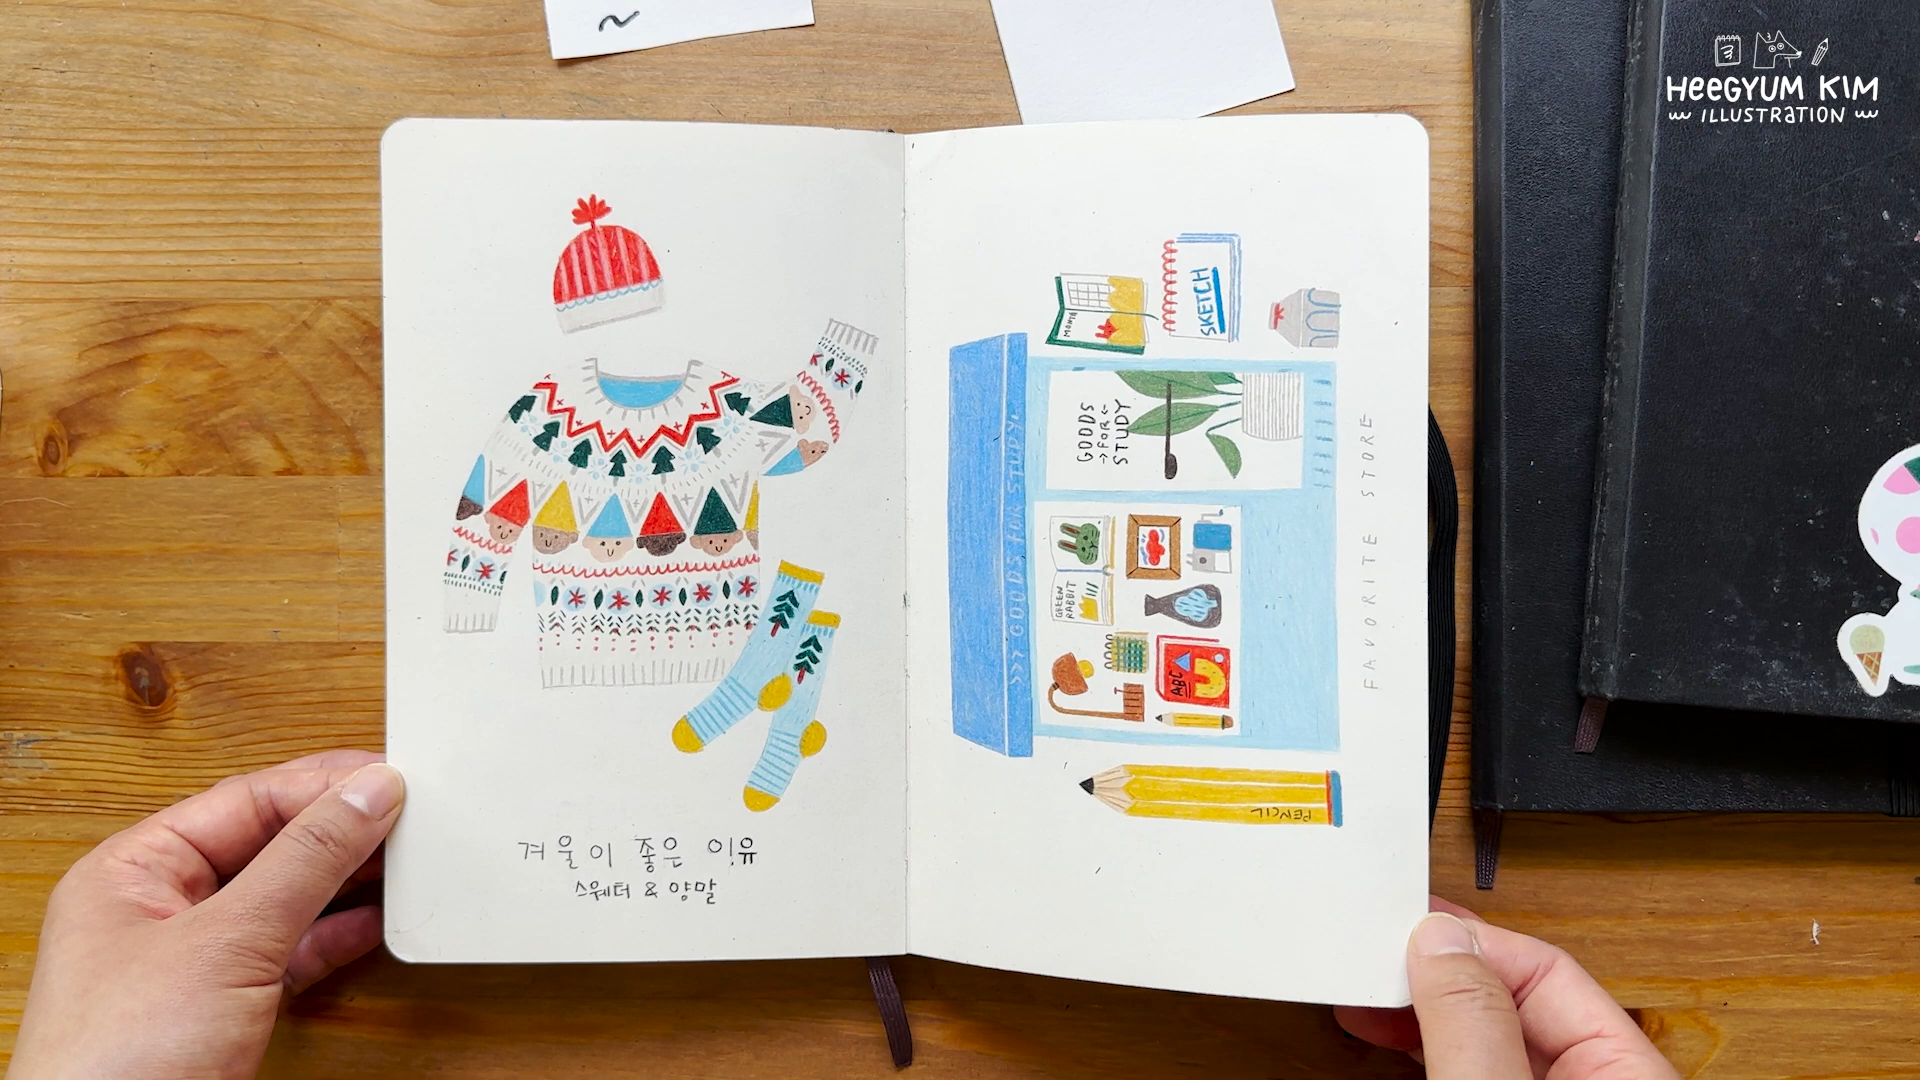 ~
HEEGYUM KIM
ILLUSTRATION
겨울이 좋은 이유
스웨터 & 양말
MONTH
SKETCH
>>> GOODS FOR STUDY.
GOODS
→FOR←
STUDY
GREEN
RABBIT
ABC
PENCIL
FAVORITE STORE